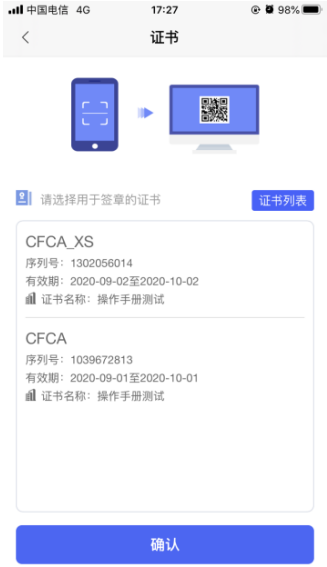 中国电信 4G 17:27 98%
证书
请选择用于签章的证书 证书列表
CFCA_XS
序列号：1302056014
有效期：2020-09-02至2020-10-02
证书名称：操作手册测试
CFCA
序列号：1039672813
有效期：2020-09-01至2020-10-01
证书名称：操作手册测试
确认